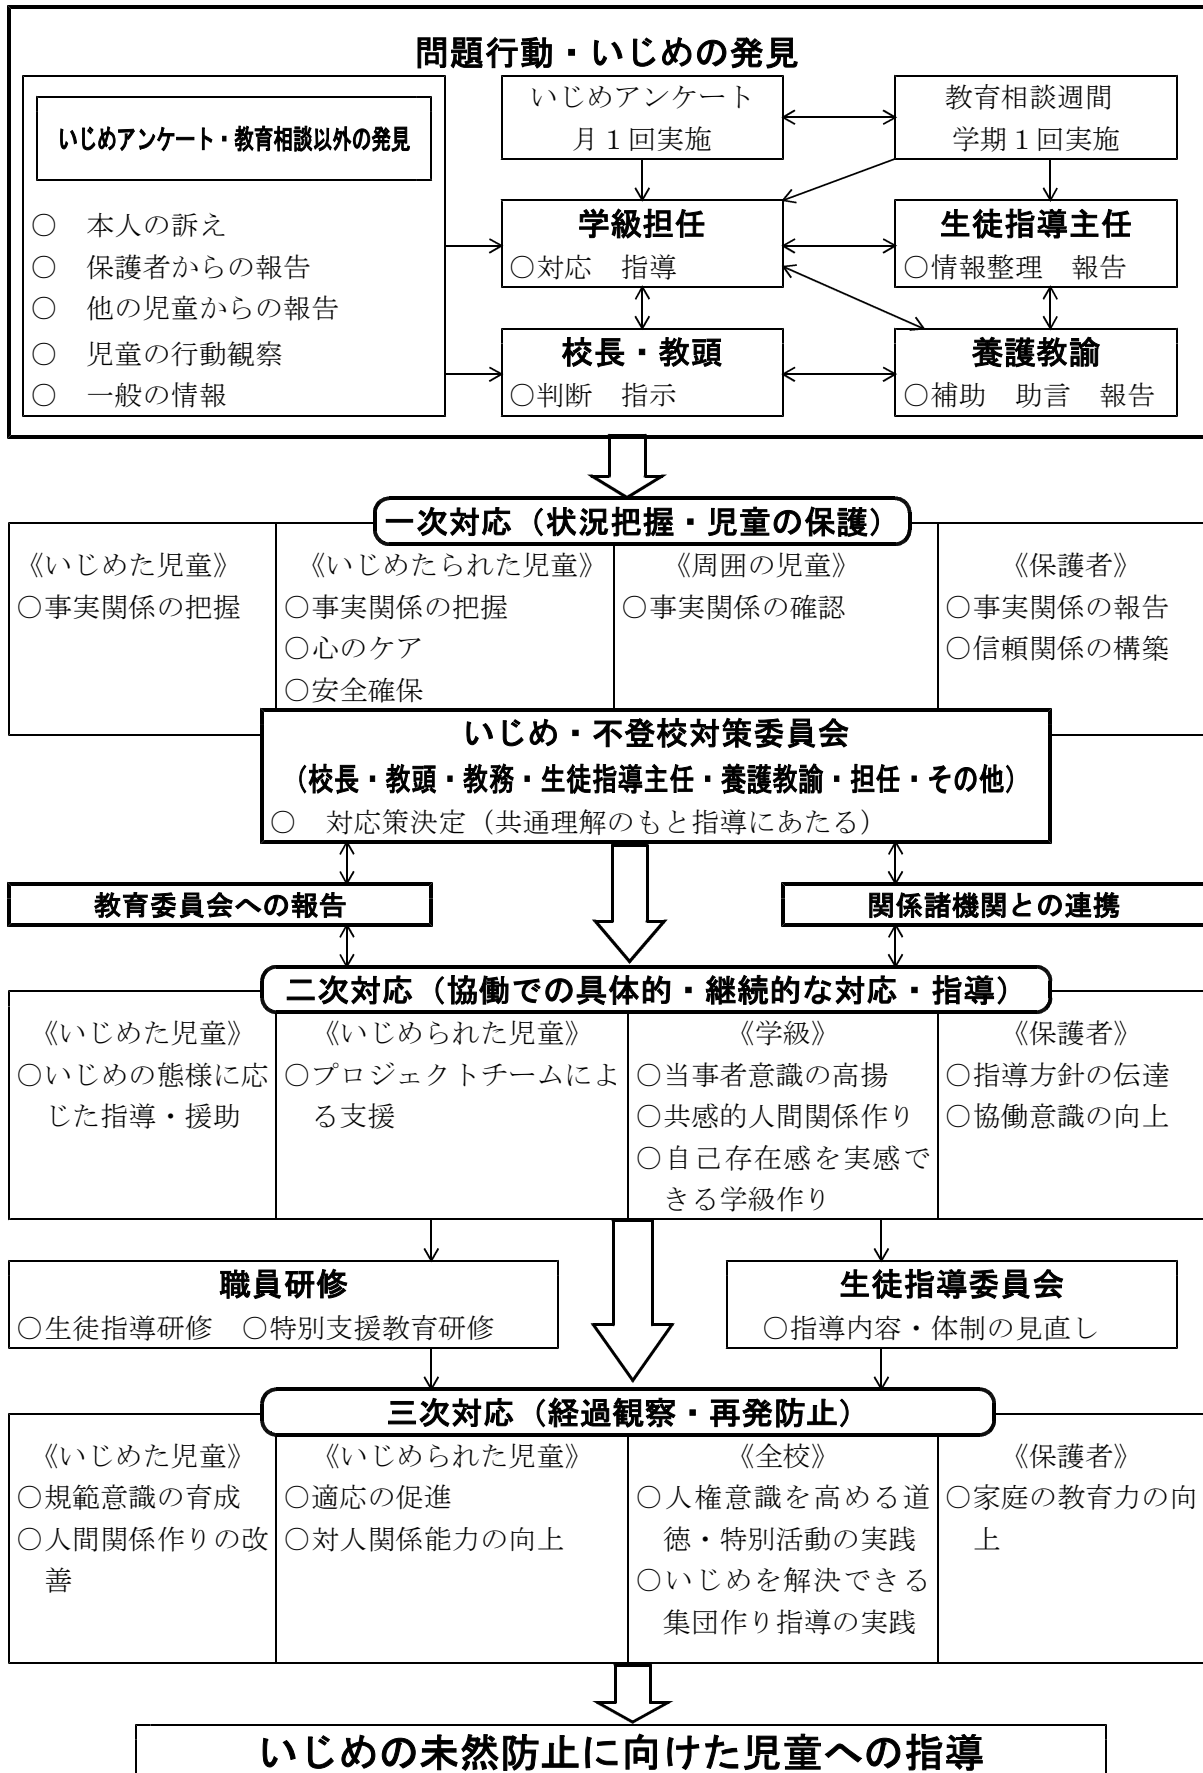 問題行動・いじめの発見
いじめアンケート・教育相談以外の発見
○　本人の訴え
○　保護者からの報告
○　他の児童からの報告
○　児童の行動観察
○　一般の情報
いじめアンケート
月１回実施
教育相談週間
学期１回実施
学級担任
○対応　指導
生徒指導主任
○情報整理　報告
校長・教頭
○判断　指示
養護教諭
○補助　助言　報告
一次対応（状況把握・児童の保護）
《いじめた児童》
○事実関係の把握
《いじめたられた児童》
○事実関係の把握
○心のケア
○安全確保
《周囲の児童》
○事実関係の確認
《保護者》
○事実関係の報告
○信頼関係の構築
いじめ・不登校対策委員会
（校長・教頭・教務・生徒指導主任・養護教諭・担任・その他）
○　対応策決定（共通理解のもと指導にあたる）
教育委員会への報告
関係諸機関との連携
二次対応（協働での具体的・継続的な対応・指導）
《いじめた児童》
○いじめの態様に応
じた指導・援助
《いじめられた児童》
○プロジェクトチームによ
る支援
《学級》
○当事者意識の高揚
○共感的人間関係作り
○自己存在感を実感で
きる学級作り
《保護者》
○指導方針の伝達
○協働意識の向上
職員研修
○生徒指導研修　○特別支援教育研修
生徒指導委員会
○指導内容・体制の見直し
三次対応（経過観察・再発防止）
《いじめた児童》
○規範意識の育成
○人間関係作りの改
善
《いじめられた児童》
○適応の促進
○対人関係能力の向上
《全校》
○人権意識を高める道
徳・特別活動の実践
○いじめを解決できる
集団作り指導の実践
《保護者》
○家庭の教育力の向
上
いじめの未然防止に向けた児童への指導